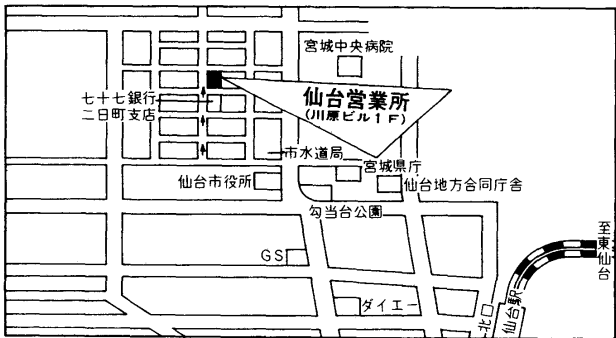 宮城中央病院
仙台営業所
(川原ビル1F)
七十七銀行
二日町支店
市水道局
宮城県庁
仙台市役所
仙台地方合同庁舎
勾当台公園
GS
ダイエー
北口
仙台駅
至東仙台